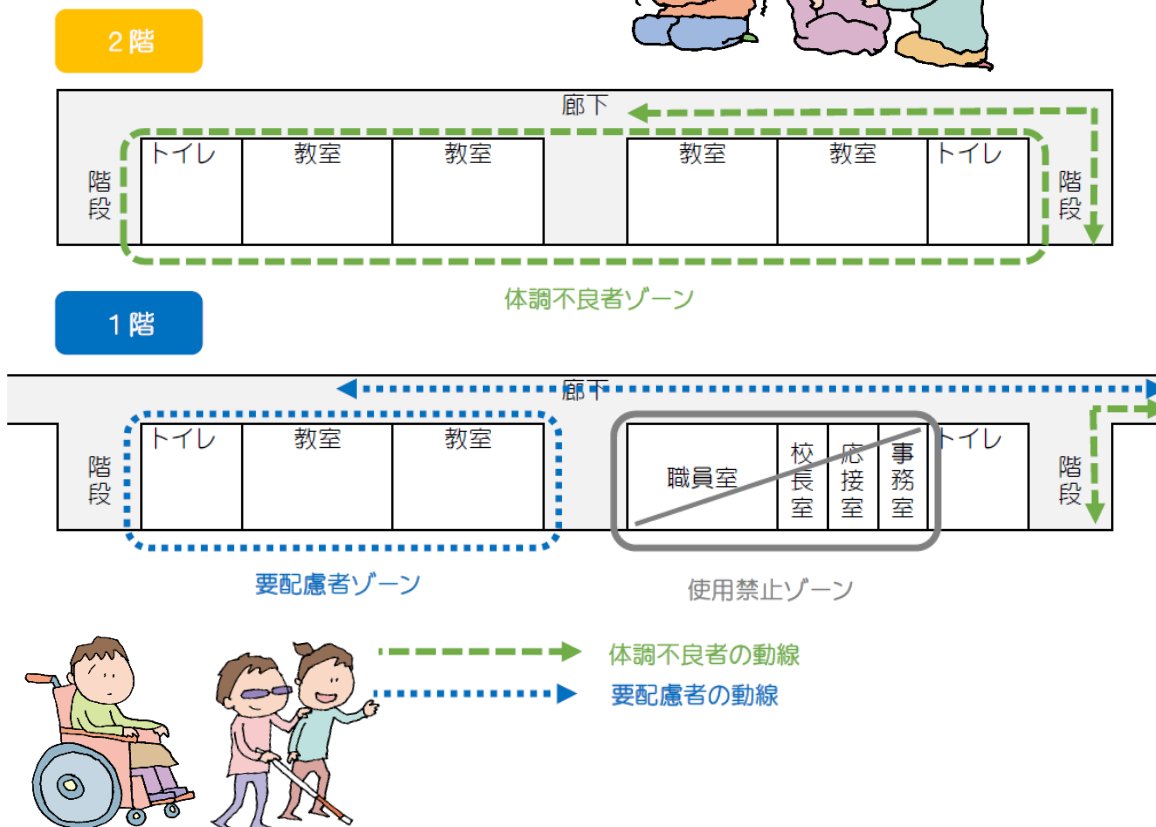 ２階
廊下
階段
トイレ
教室
教室
教室
教室
トイレ
階段
体調不良者ゾーン
１階
廊下
階段
トイレ
教室
教室
職員室
校長室
応接室
事務室
トイレ
階段
要配慮者ゾーン
使用禁止ゾーン
体調不良者の動線
要配慮者の動線